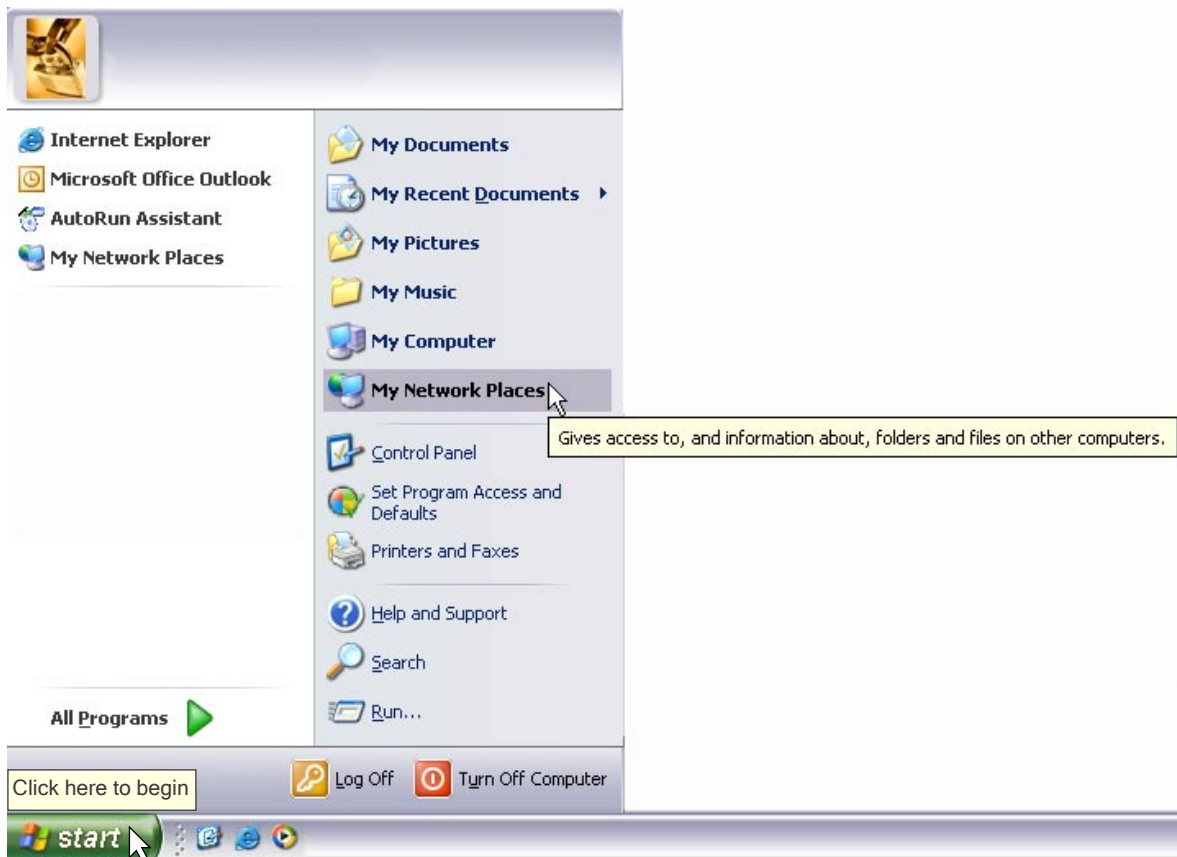 Internet Explorer
Microsoft Office Outlook
AutoRun Assistant
My Network Places
All Programs
My Documents
My Recent Documents
My Pictures
My Music
My Computer
My Network Places
Gives access to, and information about, folders and files on other computers.
Control Panel
Set Program Access and
Defaults
Printers and Faxes
Help and Support
Search
Run...
Log Off
Turn Off Computer
Click here to begin
start